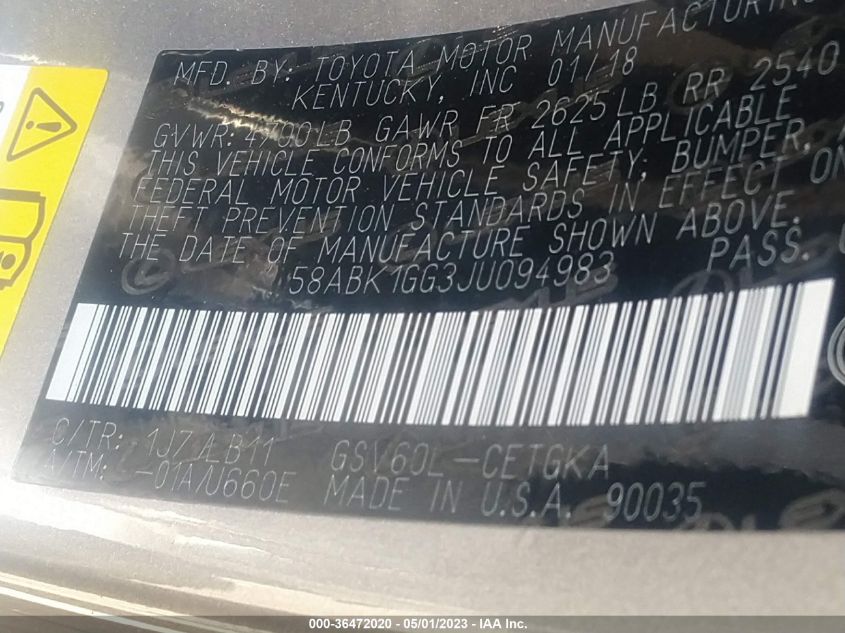 MFD. BY: TOYOTA MOTOR MANUFACTURING
KENTUCKY, INC 01/18
GVWR: 4700LB GAWR FR 2625LB RR 2540
THIS VEHICLE CONFORMS TO ALL APPLICABLE
FEDERAL MOTOR VEHICLE SAFETY, BUMPER,
THEFT PREVENTION STANDARDS IN EFFECT ON
THE DATE OF MANUFACTURE SHOWN ABOVE.
58ABK1GG3JU094983 PASS.
C/TR: 1J7 LB11 GSV60L-CETGKA
A/TM: -01A/U660E MADE IN U.S.A. 90035
000-36472020 - 05/01/2023 - IAA Inc.